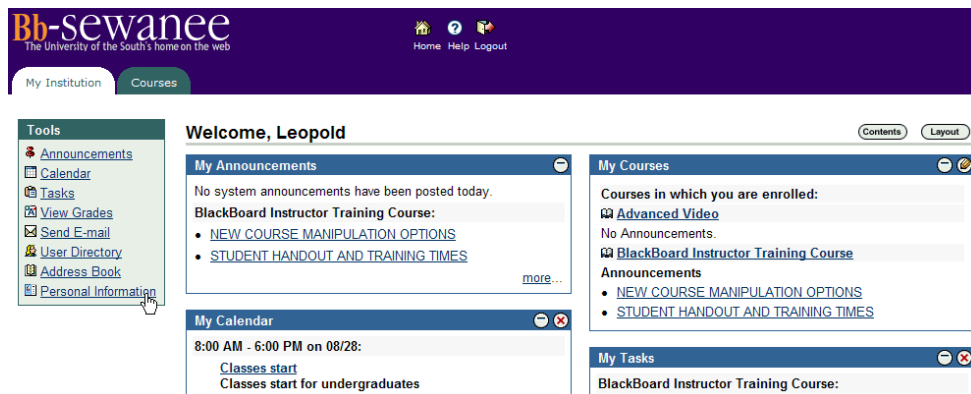 Bb-sewanee
The University of the South's home on the web
Home Help Logout
My Institution Courses
Tools
Announcements
Calendar
Tasks
View Grades
Send E-mail
User Directory
Address Book
Personal Information
Welcome, Leopold
Contents Layout
My Announcements
No system announcements have been posted today.
BlackBoard Instructor Training Course:
• NEW COURSE MANIPULATION OPTIONS
• STUDENT HANDOUT AND TRAINING TIMES
more...
My Calendar
8:00 AM - 6:00 PM on 08/28:
Classes start
Classes start for undergraduates
My Courses
Courses in which you are enrolled:
Advanced Video
No Announcements.
BlackBoard Instructor Training Course
Announcements
• NEW COURSE MANIPULATION OPTIONS
• STUDENT HANDOUT AND TRAINING TIMES
My Tasks
BlackBoard Instructor Training Course: